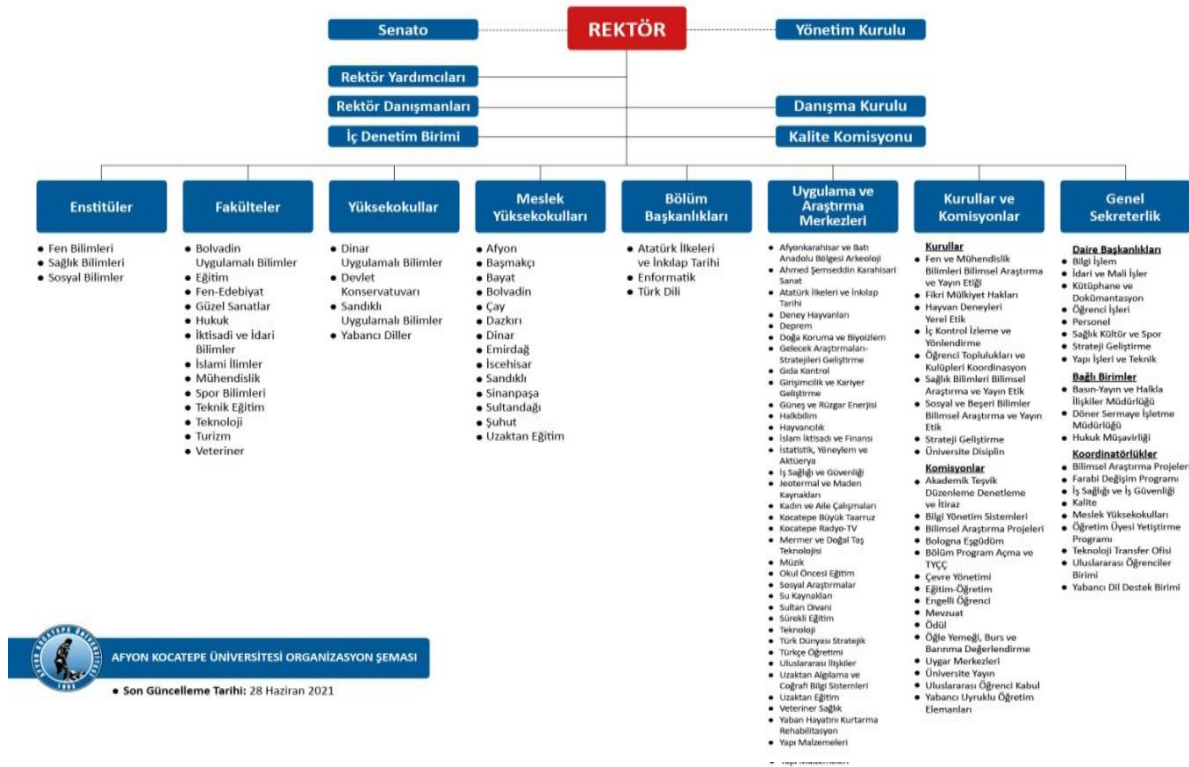 Senato
REKTÖR
Yönetim Kurulu
Rektör Yardımcıları
Rektör Danışmanları
Danışma Kurulu
İç Denetim Birimi
Kalite Komisyonu
Enstitüler
• Fen Bilimleri
• Sağlık Bilimleri
• Sosyal Bilimler
Fakülteler
• Bolvadin
Uygulamalı Bilimler
• Eğitim
• Fen-Edebiyat
• Güzel Sanatlar
• Hukuk
• İktisadi ve İdari
Bilimler
• İslami İlimler
• Mühendislik
• Spor Bilimleri
• Teknik Eğitim
• Teknoloji
• Turizm
• Veteriner
Yüksekokullar
• Dinar
Uygulamalı Bilimler
• Devlet
Konservatuvarı
• Sandıklı
Uygulamalı Bilimler
• Yabancı Diller
Meslek
Yüksekokulları
• Afyon
• Başmakçı
• Bayat
• Bolvadin
• Çay
• Dazkırı
• Dinar
• Emirdağ
• İscehisar
• Sandıklı
• Sinanpaşa
• Sultandağı
• Şuhut
• Uzaktan Eğitim
Bölüm
Başkanlıkları
• Atatürk İlkeleri
ve İnkılap Tarihi
• Enformatik
• Türk Dili
Uygulama ve
Araştırma
Merkezleri
• Afyonkarahisar ve Batı
Anadolu Bölgesi Arkeoloji
• Ahmed Şemseddin Karahisari
Sanat
• Atatürk İlkeleri ve İnkılap
Tarihi
• Deney Hayvanları
• Deprem
• Doğa Koruma ve Biyoizlem
• Gelecek Araştırmaları-
Stratejileri Geliştirme
• Gıda Kontrol
• Girişimcilik ve Kariyer
Geliştirme
• Güneş ve Rüzgar Enerjisi
• Halkbilim
• Hayvancılık
• İslam İktisadı ve Finansı
• İstatistik, Yöneylem ve
Aktüerya
• İş Sağlığı ve Güvenliği
• Jeotermal ve Maden
Kaynakları
• Kadın ve Aile Çalışmaları
• Kocatepe Büyük Taarruz
• Kocatepe Radyo-TV
• Mermer ve Doğal Taş
Teknolojisi
• Müzik
• Okul Öncesi Eğitim
• Sosyal Araştırmalar
• Su Kaynakları
• Sultan Divani
• Sürekli Eğitim
• Teknoloji
• Türk Dünyası Stratejik
• Türkçe Öğretimi
• Uluslararası İlişkiler
• Uzaktan Algılama ve
Coğrafi Bilgi Sistemleri
• Uzaktan Eğitim
• Veteriner Sağlık
• Yaban Hayatını Kurtarma
Rehabilitasyon
• Yapı Malzemeleri
Kurullar ve
Komisyonlar
Kurullar
• Fen ve Mühendislik
Bilimleri Bilimsel Araştırma
ve Yayın Etiği
• Fikri Mülkiyet Hakları
• Hayvan Deneyleri
Yerel Etik
• İç Kontrol İzleme ve
Yönlendirme
• Öğrenci Toplulukları ve
Kulüpleri Koordinasyon
• Sağlık Bilimleri Bilimsel
Araştırma ve Yayın Etik
• Sosyal ve Beşeri Bilimler
Bilimsel Araştırma ve Yayın
Etik
• Strateji Geliştirme
• Üniversite Disiplin
Komisyonlar
• Akademik Teşvik
Düzenleme Denetleme
ve İtiraz
• Bilgi Yönetim Sistemleri
• Bilimsel Araştırma Projeleri
• Bologna Eşgüdüm
• Bölüm Program Açma ve
TYÇÇ
• Çevre Yönetimi
• Eğitim-Öğretim
• Engelli Öğrenci
• Mevzuat
• Ödül
• Öğle Yemeği, Burs ve
Barınma Değerlendirme
• Uygar Merkezleri
• Üniversite Yayın
• Uluslararası Öğrenci Kabul
• Yabancı Uyruklu Öğretim
Elemanları
Genel
Sekreterlik
Daire Başkanlıkları
• Bilgi İşlem
• İdari ve Mali İşler
• Kütüphane ve
Dokümantasyon
• Öğrenci İşleri
• Personel
• Sağlık Kültür ve Spor
• Strateji Geliştirme
• Yapı İşleri ve Teknik
Bağlı Birimler
• Basın-Yayın ve Halkla
İlişkiler Müdürlüğü
• Döner Sermaye İşletme
Müdürlüğü
• Hukuk Müşavirliği
Koordinatörlükler
• Bilimsel Araştırma Projeleri
• Farabi Değişim Programı
• İş Sağlığı ve İş Güvenliği
• Kalite
• Meslek Yüksekokulları
• Öğretim Üyesi Yetiştirme
Programı
• Teknoloji Transfer Ofisi
• Uluslararası Öğrenciler
Birimi
• Yabancı Dil Destek Birimi
AFYON KOCATEPE ÜNİVERSİTESİ ORGANİZASYON ŞEMASI
• Son Güncelleme Tarihi: 28 Haziran 2021